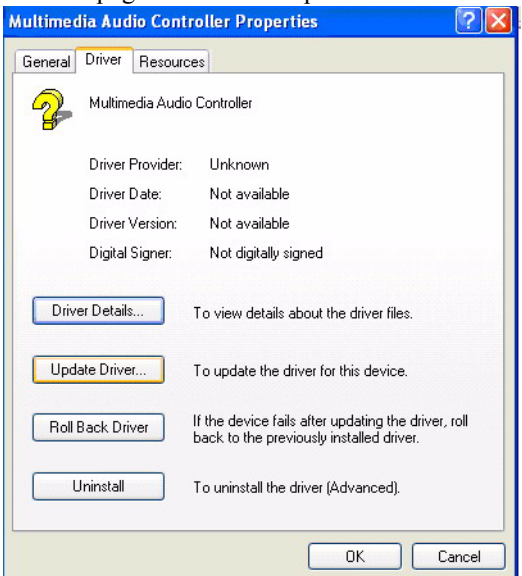 Multimedia Audio Controller Properties
General Driver Resources
Multimedia Audio Controller
Driver Provider: Unknown
Driver Date: Not available
Driver Version: Not available
Digital Signer: Not digitally signed
Driver Details... To view details about the driver files.
Update Driver... To update the driver for this device.
Roll Back Driver If the device fails after updating the driver, roll
back to the previously installed driver.
Uninstall To uninstall the driver (Advanced).
OK Cancel